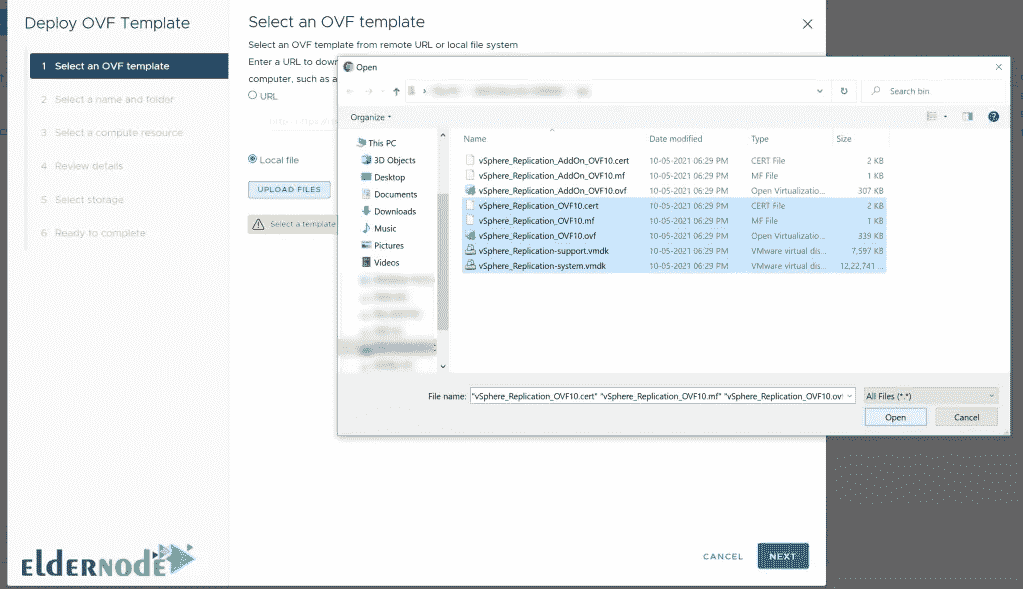 Deploy OVF Template
1 Select an OVF template
2 Select a name and folder
3 Select a compute resource
4 Review details
5 Select storage
6 Ready to complete
Select an OVF template
Select an OVF template from remote URL or local file system
Enter a URL to down
computer, such as a
URL
Local file
UPLOAD FILES
Select a template
CANCEL
NEXT
Open
Search bin
Organize
This PC
3D Objects
Desktop
Documents
Downloads
Music
Pictures
Videos
Name Date modified Type Size
vSphere_Replication_AddOn_OVF10.cert 10-05-2021 06:29 PM CERT File 2 KB
vSphere_Replication_AddOn_OVF10.mf 10-05-2021 06:29 PM MF File 1 KB
vSphere_Replication_AddOn_OVF10.ovf 10-05-2021 06:29 PM Open Virtualizatio... 307 KB
vSphere_Replication_OVF10.cert 10-05-2021 06:29 PM CERT File 2 KB
vSphere_Replication_OVF10.mf 10-05-2021 06:29 PM MF File 1 KB
vSphere_Replication_OVF10.ovf 10-05-2021 06:29 PM Open Virtualizatio... 339 KB
vSphere_Replication-support.vmdk 10-05-2021 06:29 PM VMware virtual dis... 7,597 KB
vSphere_Replication-system.vmdk 10-05-2021 06:29 PM VMware virtual dis... 12,22,741 ...
File name: "vSphere_Replication_OVF10.cert" "vSphere_Replication_OVF10.mf" "vSphere_Replication_OVF10.ov
All Files (*.*)
Open
Cancel
eldernode